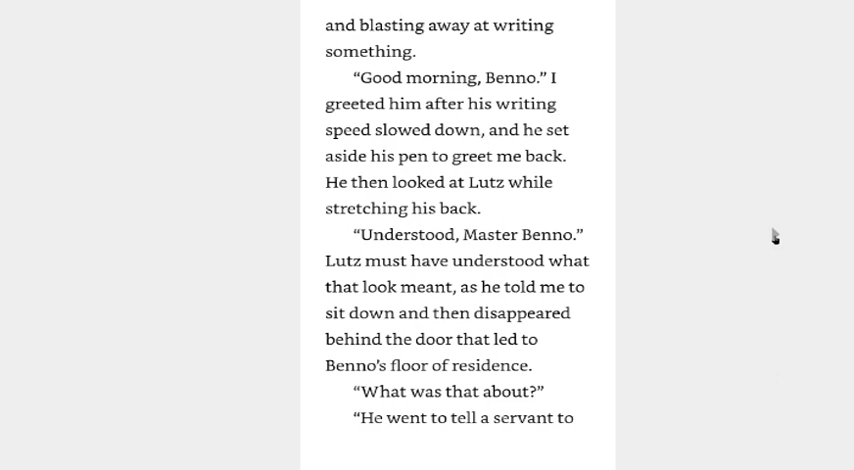 and blasting away at writing
something.
“Good morning, Benno.” I
greeted him after his writing
speed slowed down, and he set
aside his pen to greet me back.
He then looked at Lutz while
stretching his back.
“Understood, Master Benno.”
Lutz must have understood what
that look meant, as he told me to
sit down and then disappeared
behind the door that led to
Benno’s floor of residence.
“What was that about?”
“He went to tell a servant to